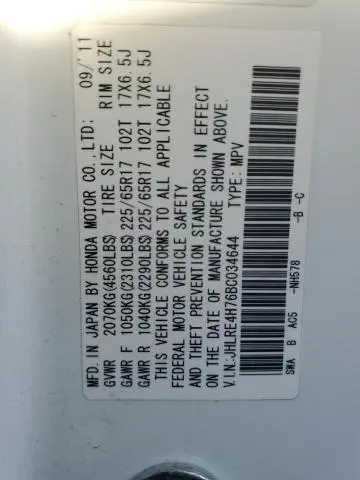 MFD. IN JAPAN BY HONDA MOTOR CO., LTD: 09/'11
GVWR 2070KG(4560LBS) TIRE SIZE RIM SIZE
GAWR F 1050KG(2310LBS)225/65R17 102T 17X6.5J
GAWR R 1040KG(2290LBS)225/65R17 102T 17X6.5J
THIS VEHICLE CONFORMS TO ALL APPLICABLE
FEDERAL MOTOR VEHICLE SAFETY
AND THEFT PREVENTION STANDARDS IN EFFECT
ON THE DATE OF MANUFACTURE SHOWN ABOVE.
V.I.N.:JHLRE4H76BC034644 TYPE: MPV
SWA B AC5 -NH578 -B -C